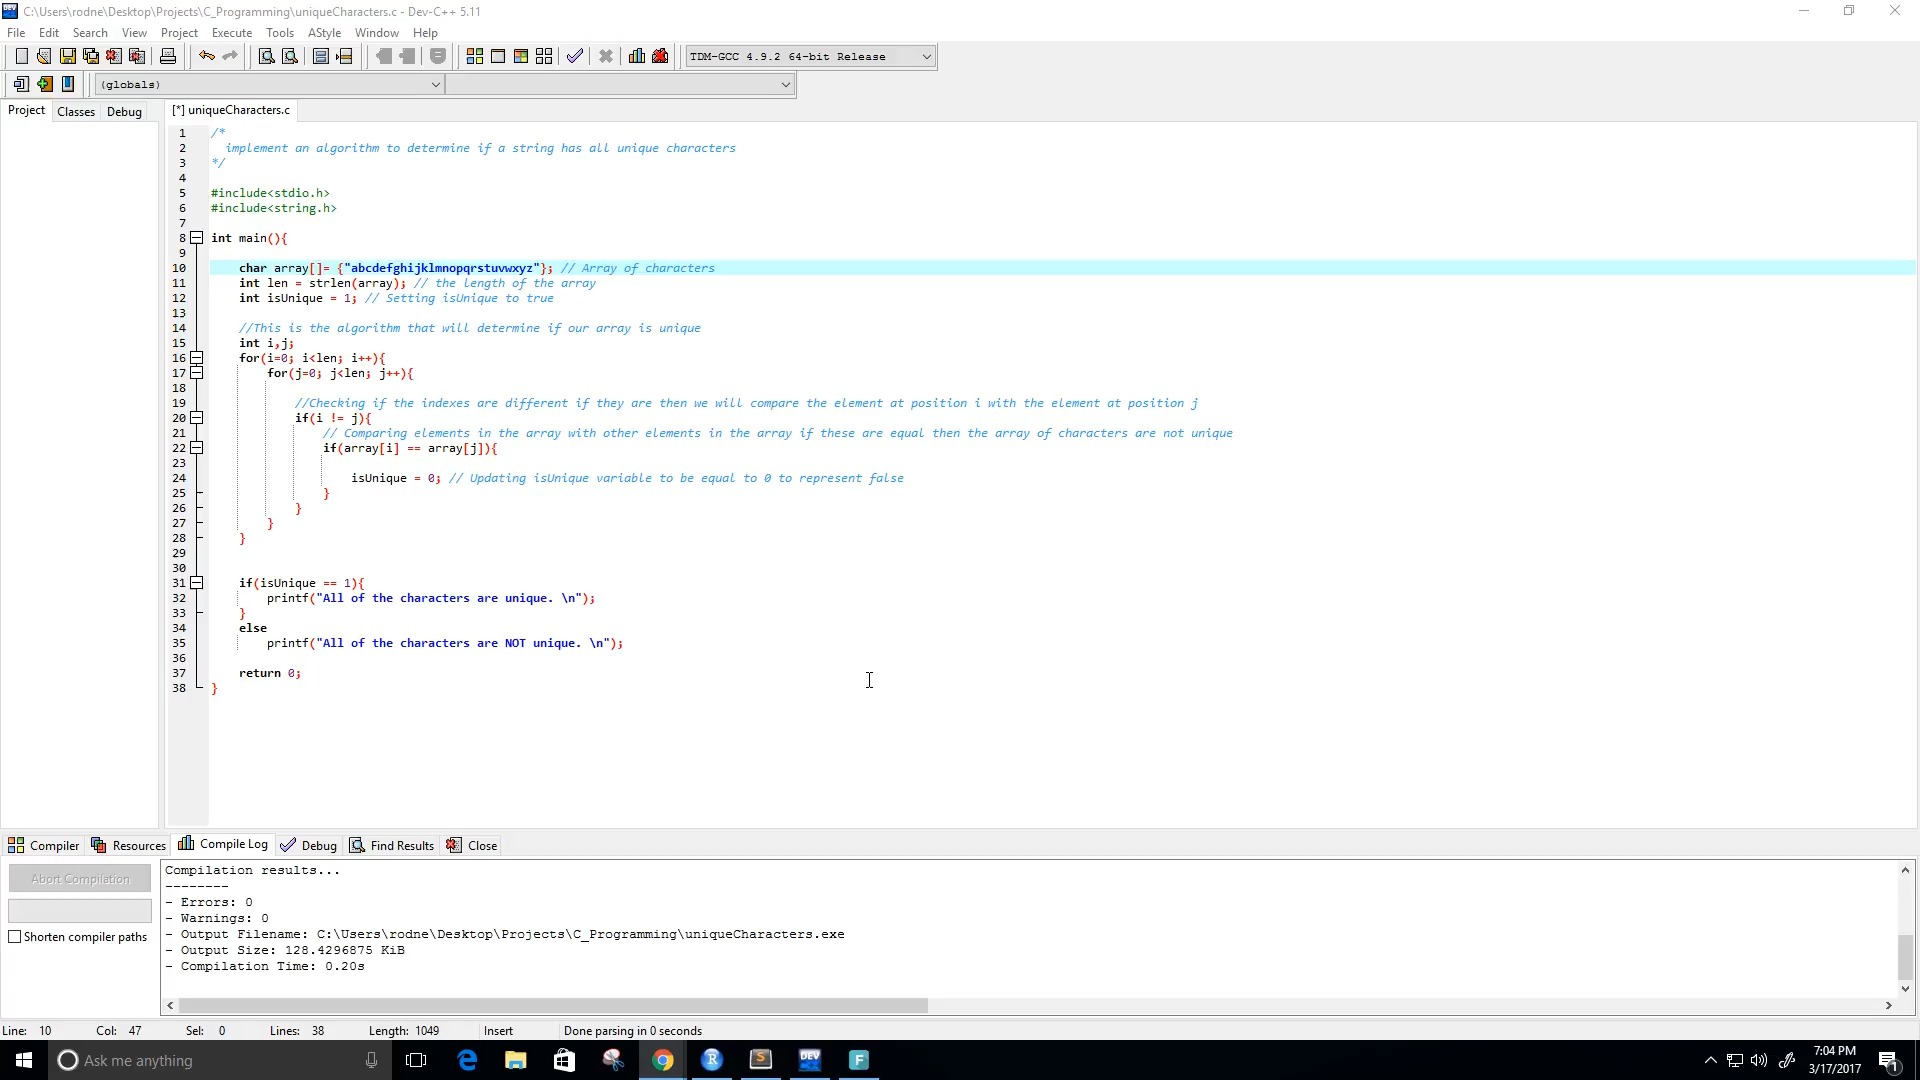 C:\Users\rodne\Desktop\Projects\C_Programming\uniqueCharacters.c - Dev-C++ 5.11
File Edit Search View Project Execute Tools AStyle Window Help
TDM-GCC 4.9.2 64-bit Release
(globals)
Project Classes Debug [*] uniqueCharacters.c
1 /*
2 implement an algorithm to determine if a string has all unique characters
3 */
4
5 #include<stdio.h>
6 #include<string.h>
7
8 int main(){
9
10 char array[]= {"abcdefghijklmnopqrstuvwxyz"}; // Array of characters
11 int len = strlen(array); // the length of the array
12 int isUnique = 1; // Setting isUnique to true
13
14 //This is the algorithm that will determine if our array is unique
15 int i,j;
16 for(i=0; i<len; i++){
17 for(j=0; j<len; j++){
18
19 //Checking if the indexes are different if they are then we will compare the element at position i with the element at position j
20 if(i != j){
21 // Comparing elements in the array with other elements in the array if these are equal then the array of characters are not unique
22 if(array[i] == array[j]){
23
24 isUnique = 0; // Updating isUnique variable to be equal to 0 to represent false
25 }
26 }
27 }
28 }
29
30
31 if(isUnique == 1){
32 printf("All of the characters are unique. \n");
33 }
34 else
35 printf("All of the characters are NOT unique. \n");
36
37 return 0;
38 }
Compiler Resources Compile Log Debug Find Results Close
Abort Compilation
Shorten compiler paths
Compilation results...
--------
- Errors: 0
- Warnings: 0
- Output Filename: C:\Users\rodne\Desktop\Projects\C_Programming\uniqueCharacters.exe
- Output Size: 128.4296875 KiB
- Compilation Time: 0.20s
Line: 10 Col: 47 Sel: 0 Lines: 38 Length: 1049 Insert Done parsing in 0 seconds
Ask me anything
DEV
7:04 PM
3/17/2017
1